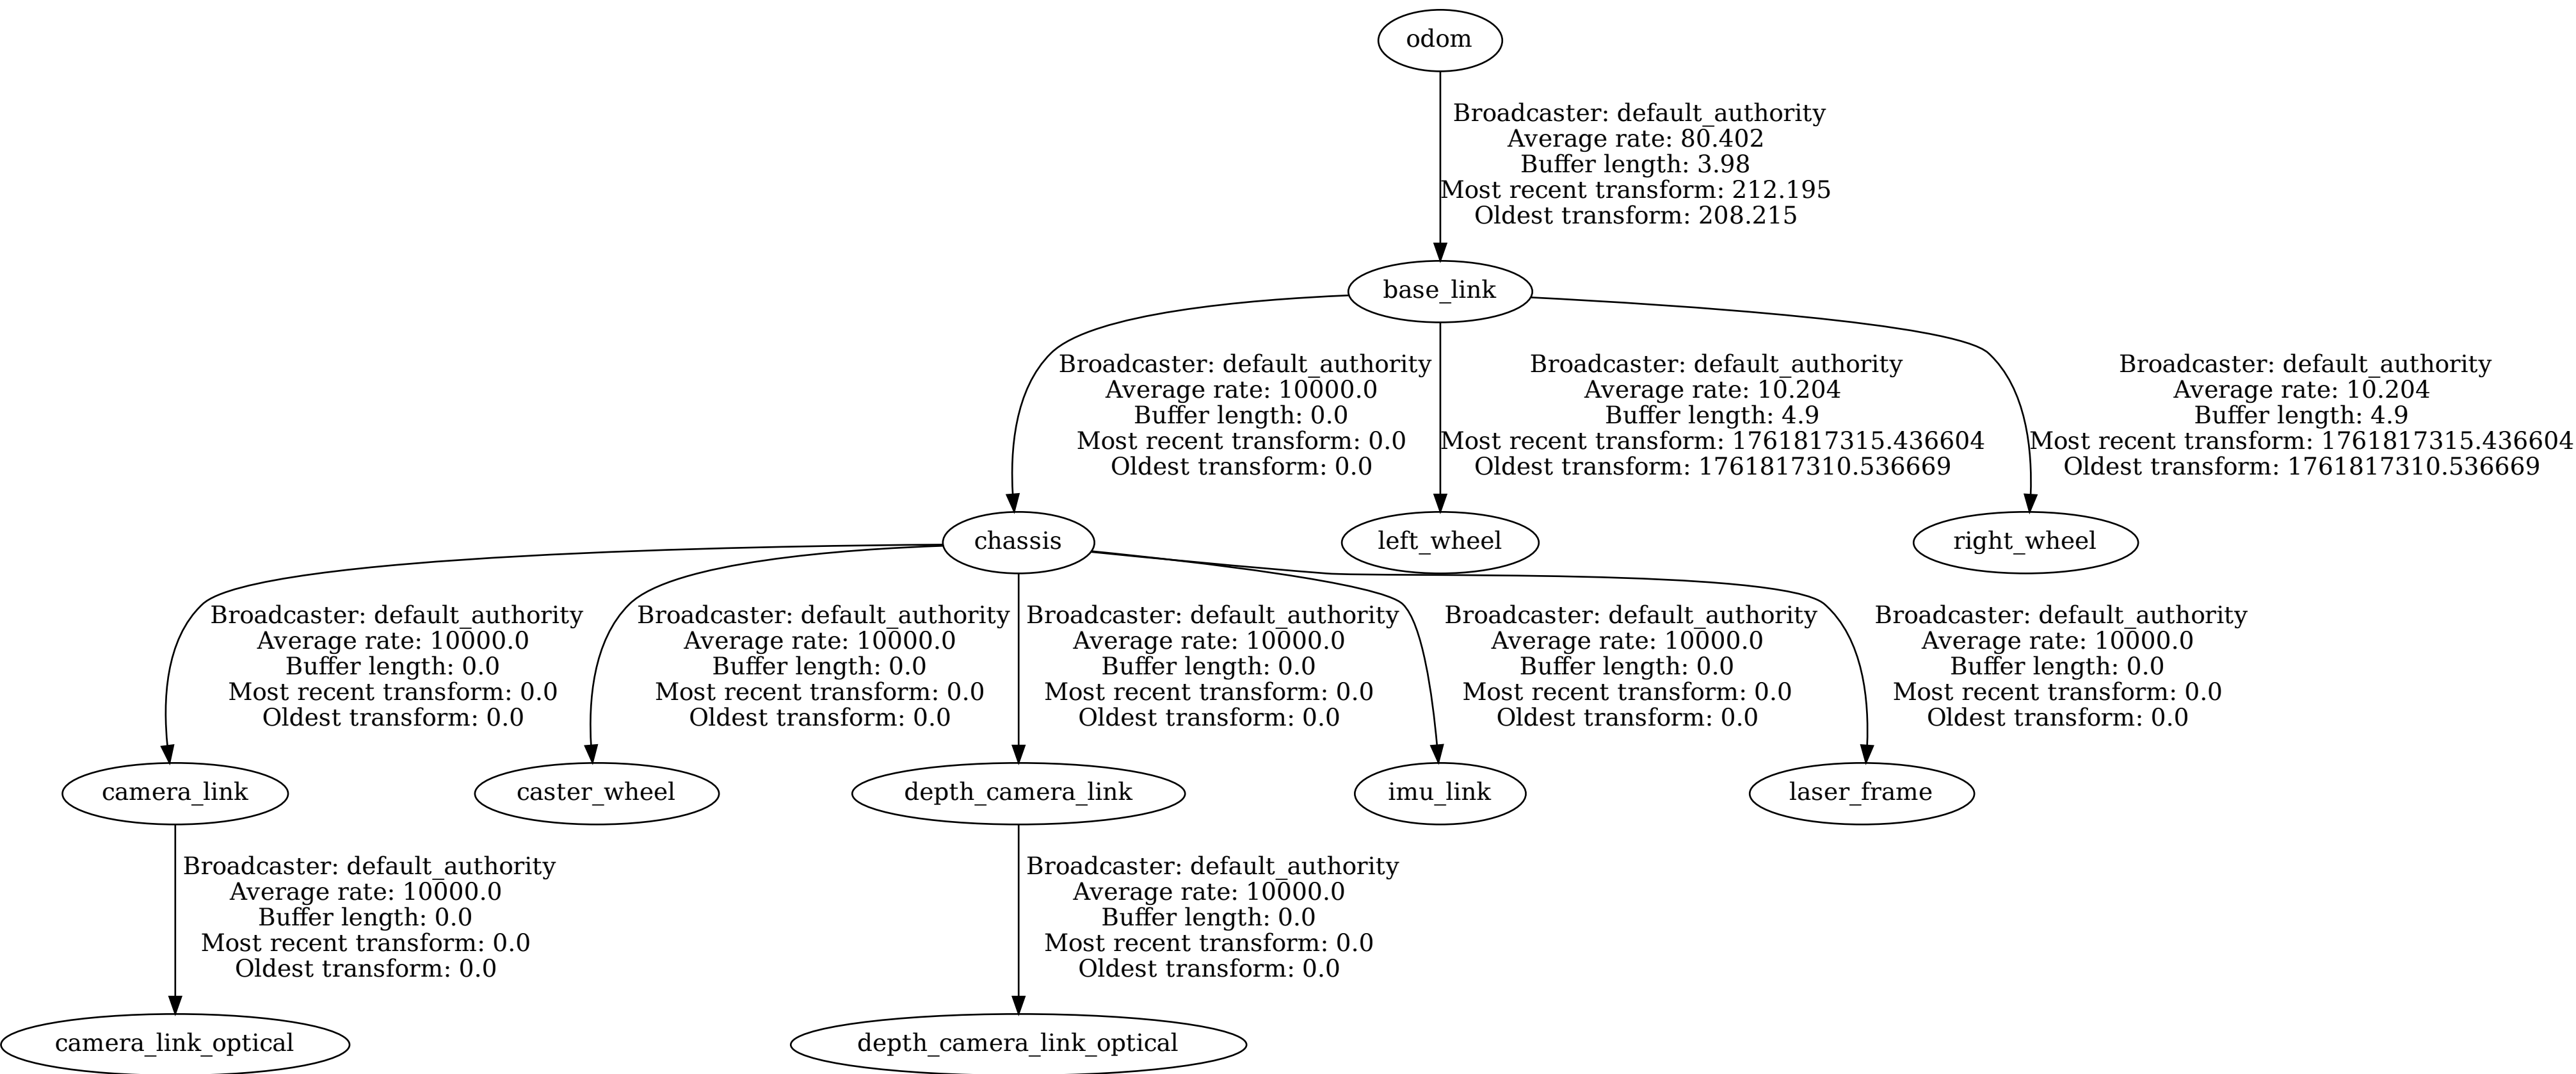 odom
Broadcaster: default_authority
Average rate: 80.402
Buffer length: 3.98
Most recent transform: 212.195
Oldest transform: 208.215
base_link
Broadcaster: default_authority
Average rate: 10000.0
Buffer length: 0.0
Most recent transform: 0.0
Oldest transform: 0.0
Broadcaster: default_authority
Average rate: 10.204
Buffer length: 4.9
Most recent transform: 1761817315.436604
Oldest transform: 1761817310.536669
Broadcaster: default_authority
Average rate: 10.204
Buffer length: 4.9
Most recent transform: 1761817315.436604
Oldest transform: 1761817310.536669
chassis
left_wheel
right_wheel
Broadcaster: default_authority
Average rate: 10000.0
Buffer length: 0.0
Most recent transform: 0.0
Oldest transform: 0.0
Broadcaster: default_authority
Average rate: 10000.0
Buffer length: 0.0
Most recent transform: 0.0
Oldest transform: 0.0
Broadcaster: default_authority
Average rate: 10000.0
Buffer length: 0.0
Most recent transform: 0.0
Oldest transform: 0.0
Broadcaster: default_authority
Average rate: 10000.0
Buffer length: 0.0
Most recent transform: 0.0
Oldest transform: 0.0
Broadcaster: default_authority
Average rate: 10000.0
Buffer length: 0.0
Most recent transform: 0.0
Oldest transform: 0.0
camera_link
caster_wheel
depth_camera_link
imu_link
laser_frame
Broadcaster: default_authority
Average rate: 10000.0
Buffer length: 0.0
Most recent transform: 0.0
Oldest transform: 0.0
Broadcaster: default_authority
Average rate: 10000.0
Buffer length: 0.0
Most recent transform: 0.0
Oldest transform: 0.0
camera_link_optical
depth_camera_link_optical